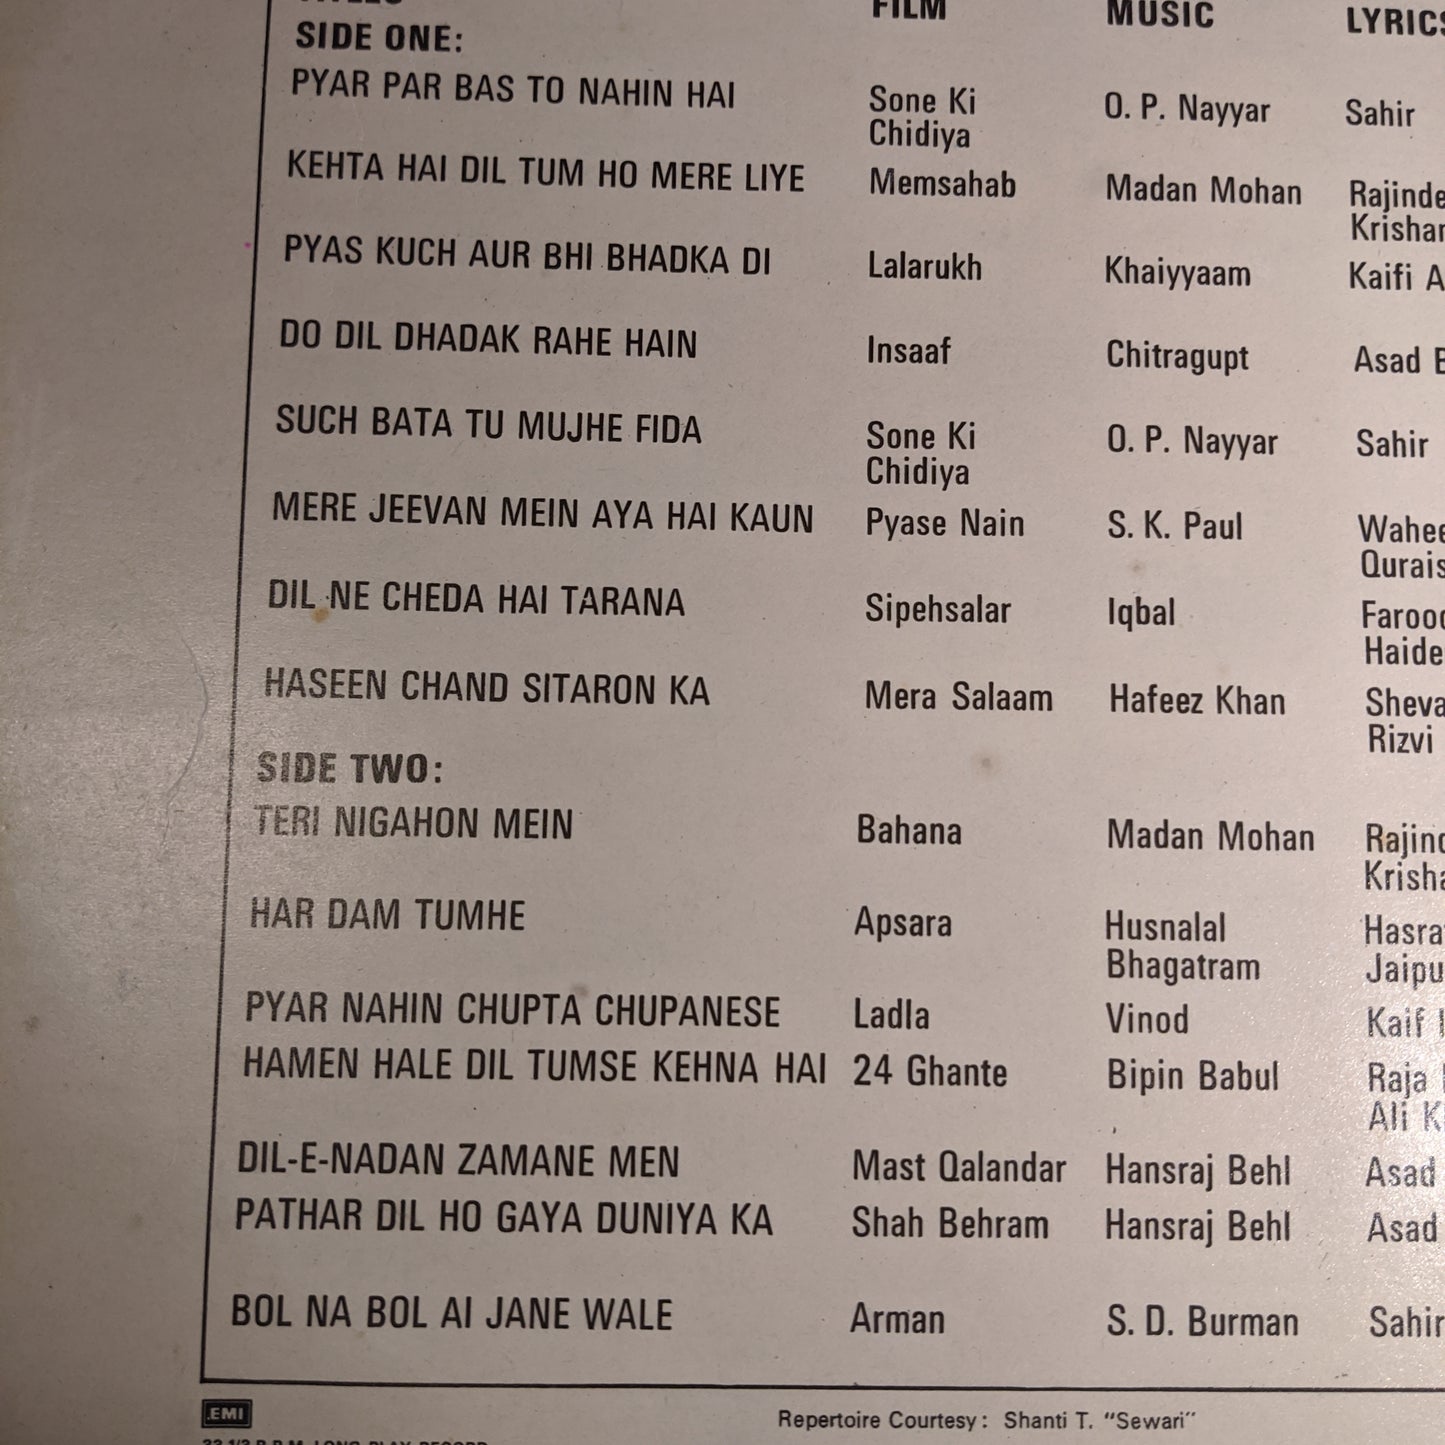 FILM MUSIC
SIDE ONE:
PYAR PAR BAS TO NAHIN HAI Sone Ki Chidiya O. P. Nayyar Sahir
KEHTA HAI DIL TUM HO MERE LIYE Memsahab Madan Mohan
PYAS KUCH AUR BHI BHADKA DI Lalarukh Khaiyyaam Kaifi
DO DIL DHADAK RAHE HAIN Insaaf Chitragupt Asad
SUCH BATA TU MUJHE FIDA Sone Ki Chidiya O. P. Nayyar Sahir
MERE JEEVAN MEIN AYA HAI KAUN Pyase Nain S. K. Paul
DIL NE CHEDA HAI TARANA Sipehsalar Iqbal
HASEEN CHAND SITARON KA Mera Salaam Hafeez Khan Rizvi
SIDE TWO:
TERI NIGAHON MEIN Bahana Madan Mohan
HAR DAM TUMHE Apsara Husnalal Bhagatram
PYAR NAHIN CHUPTA CHUPANESE Ladla Vinod Kaif
HAMEN HALE DIL TUMSE KEHNA HAI 24 Ghante Bipin Babul Raja Ali
DIL-E-NADAN ZAMANE MEN Mast Qalandar Hansraj Behl Asad
PATHAR DIL HO GAYA DUNIYA KA Shah Behram Hansraj Behl Asad
BOL NA BOL AI JANE WALE Arman S. D. Burman Sahir
EMI
Repertoire Courtesy: Shanti T. "Sewari"